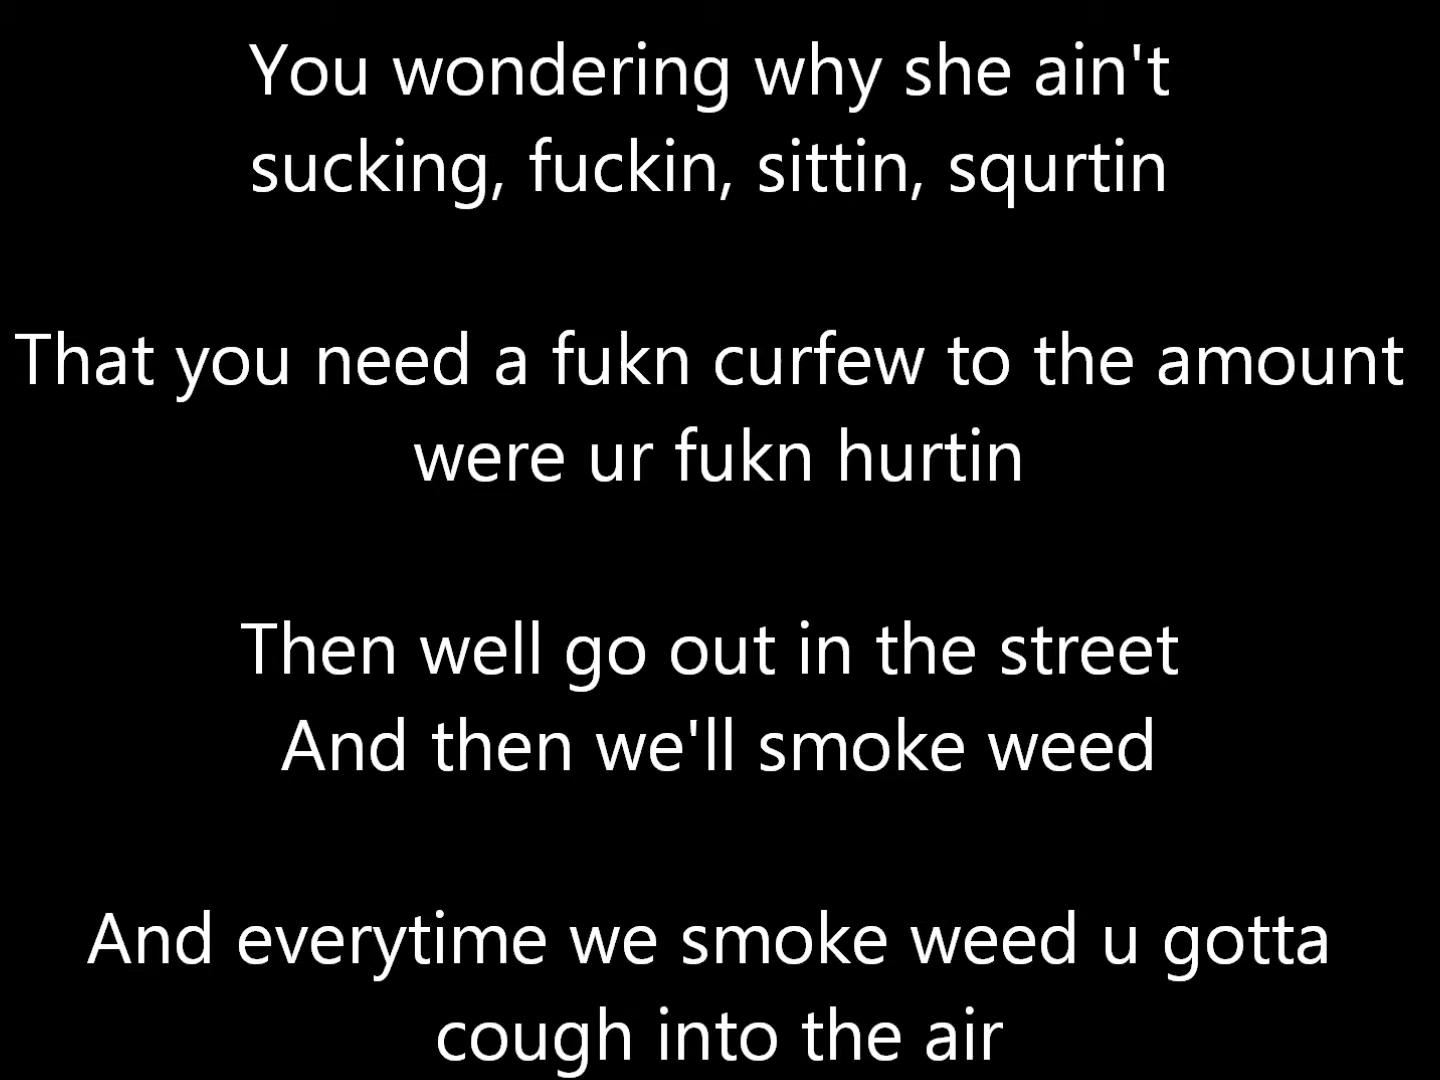 You wondering why she ain't
sucking, fuckin, sittin, squrtin
That you need a fukn curfew to the amount
were ur fukn hurtin
Then well go out in the street
And then we'll smoke weed
And everytime we smoke weed u gotta
cough into the air